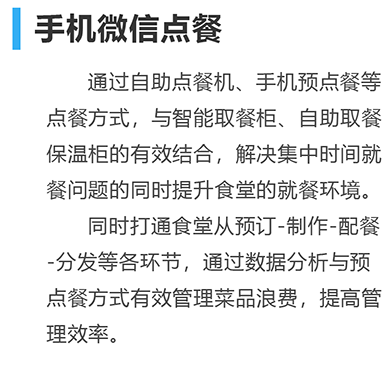 手机微信点餐
通过自助点餐机、手机预点餐等
点餐方式，与智能取餐柜、自助取餐
保温柜的有效结合，解决集中时间就
餐问题的同时提升食堂的就餐环境。
同时打通食堂从预订-制作-配餐
-分发等各环节，通过数据分析与预
点餐方式有效管理菜品浪费，提高管
理效率。